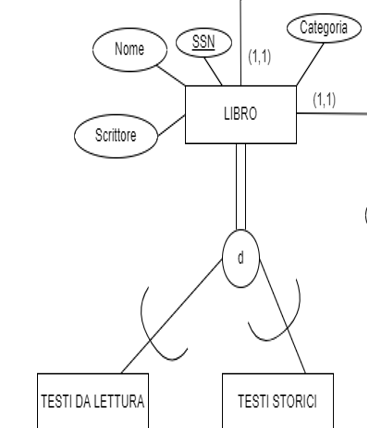 Categoria
SSN
Nome
(1,1)
(1,1)
LIBRO
Scrittore
d
TESTI DA LETTURA
TESTI STORICI